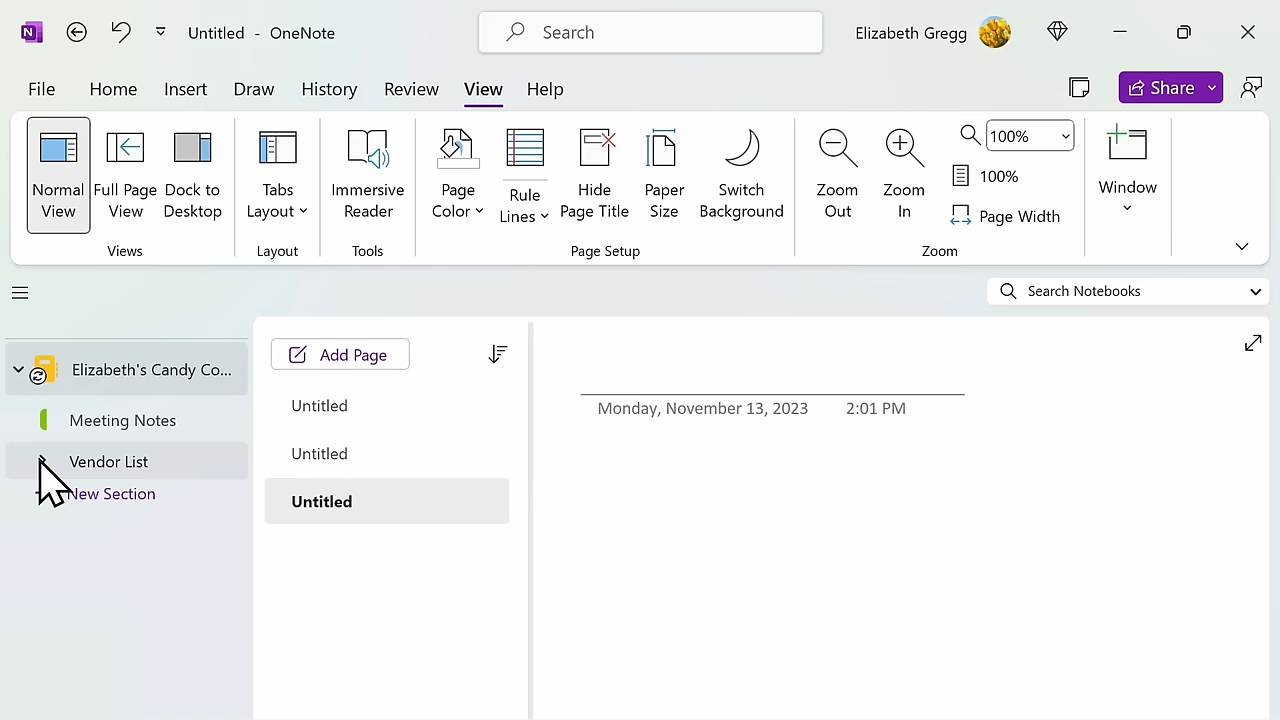 N
Untitled - OneNote
Search
Elizabeth Gregg
File Home Insert Draw History Review View Help
Share
Normal View
Full Page View
Dock to Desktop
Views
Tabs Layout
Layout
Immersive Reader
Tools
Page Color
Rule Lines
Hide Page Title
Paper Size
Switch Background
Page Setup
Zoom Out
Zoom In
100%
100%
Page Width
Zoom
Window
Search Notebooks
Elizabeth's Candy Co...
Meeting Notes
Vendor List
New Section
Add Page
Untitled
Untitled
Untitled
Monday, November 13, 2023 2:01 PM